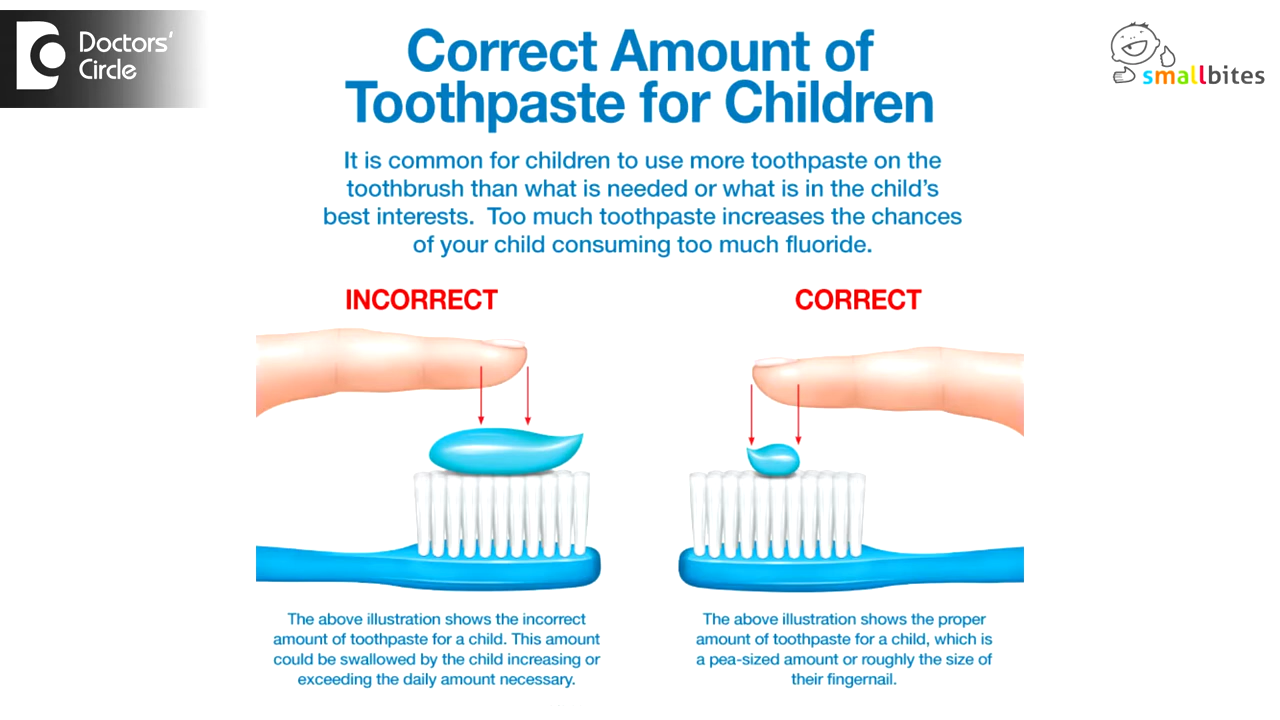 Doctors'
Circle
smallbites
Correct Amount of
Toothpaste for Children
It is common for children to use more toothpaste on the
toothbrush than what is needed or what is in the child's
best interests. Too much toothpaste increases the chances
of your child consuming too much fluoride.
INCORRECT
CORRECT
The above illustration shows the incorrect
amount of toothpaste for a child. This amount
could be swallowed by the child increasing or
exceeding the daily amount necessary.
The above illustration shows the proper
amount of toothpaste for a child, which is
a pea-sized amount or roughly the size of
their fingernail.